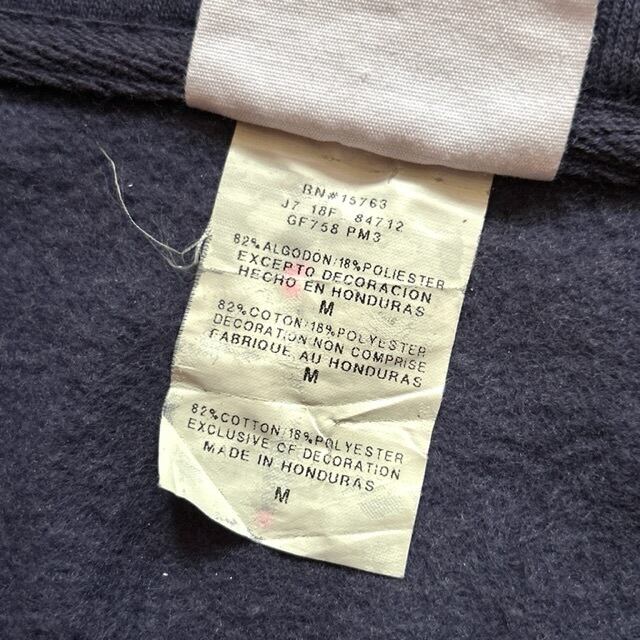 RN#15763
J7 18F 84712
GF758 PM3
82% ALGODON/18% POLIESTER
EXCEPTO DECORACION
HECHO EN HONDURAS
M
82% COTON/18% POLYESTER
DECORATION NON COMPRISE
FABRIQUE AU HONDURAS
M
82% COTTON/18% POLYESTER
EXCLUSIVE OF DECORATION
MADE IN HONDURAS
M